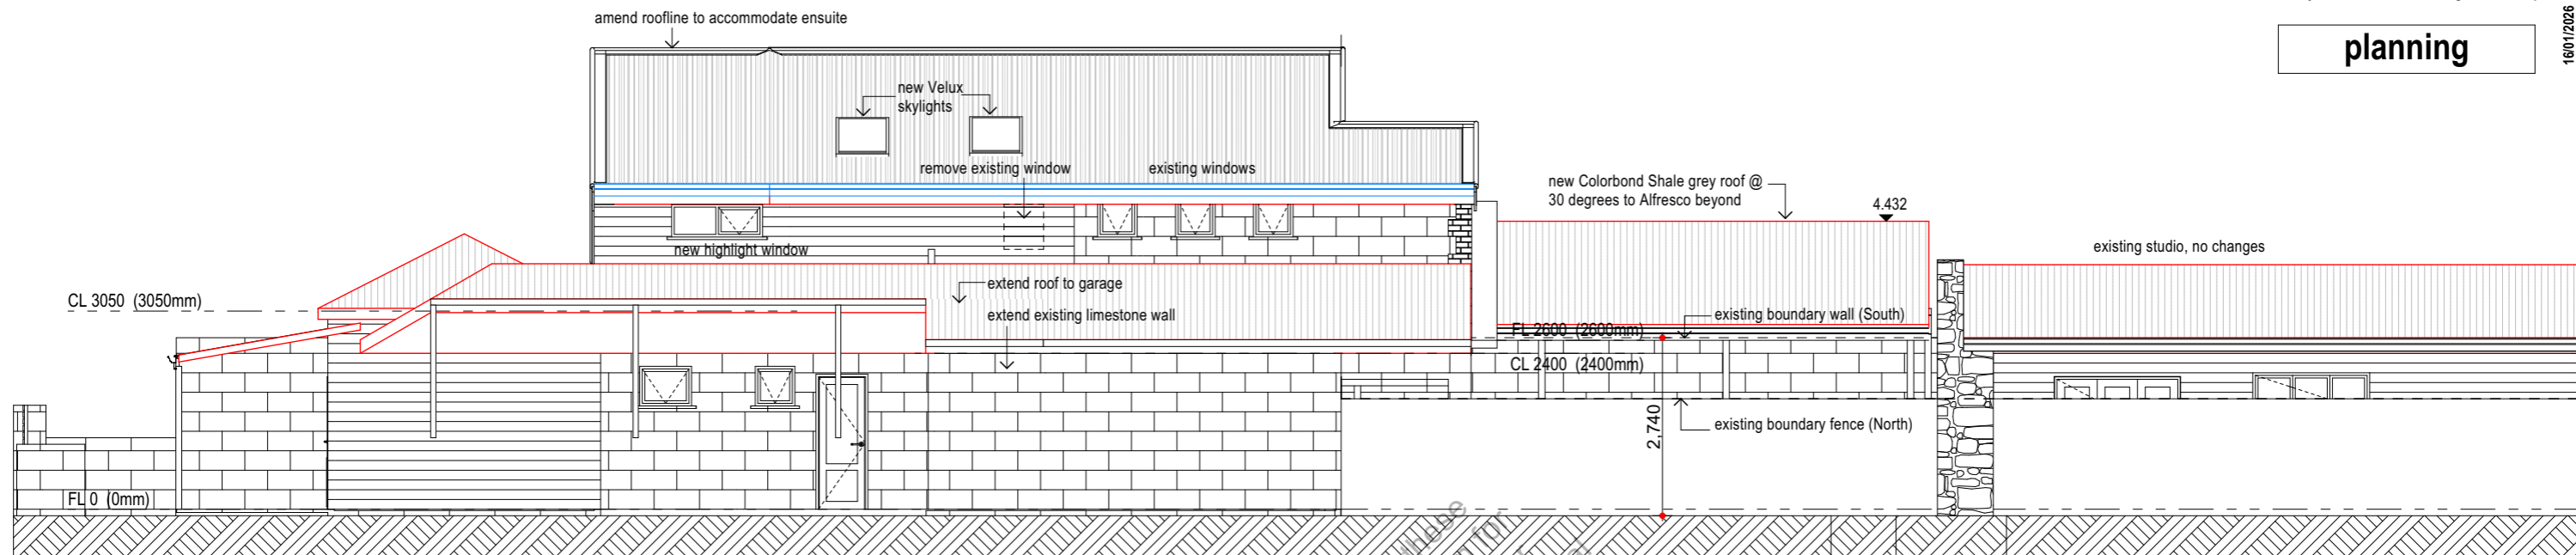 amend roofline to accommodate ensuite
16/01/2026
planning
new Velux
skylights
remove existing window
existing windows
new Colorbond Shale grey roof @
30 degrees to Alfresco beyond
4.432
new highlight window
existing studio, no changes
extend roof to garage
CL 3050 (3050mm)
extend existing limestone wall
existing boundary wall (South)
FL 2600 (2600mm)
CL 2400 (2400mm)
2,740
existing boundary fence (North)
FL 0 (0mm)
these
for